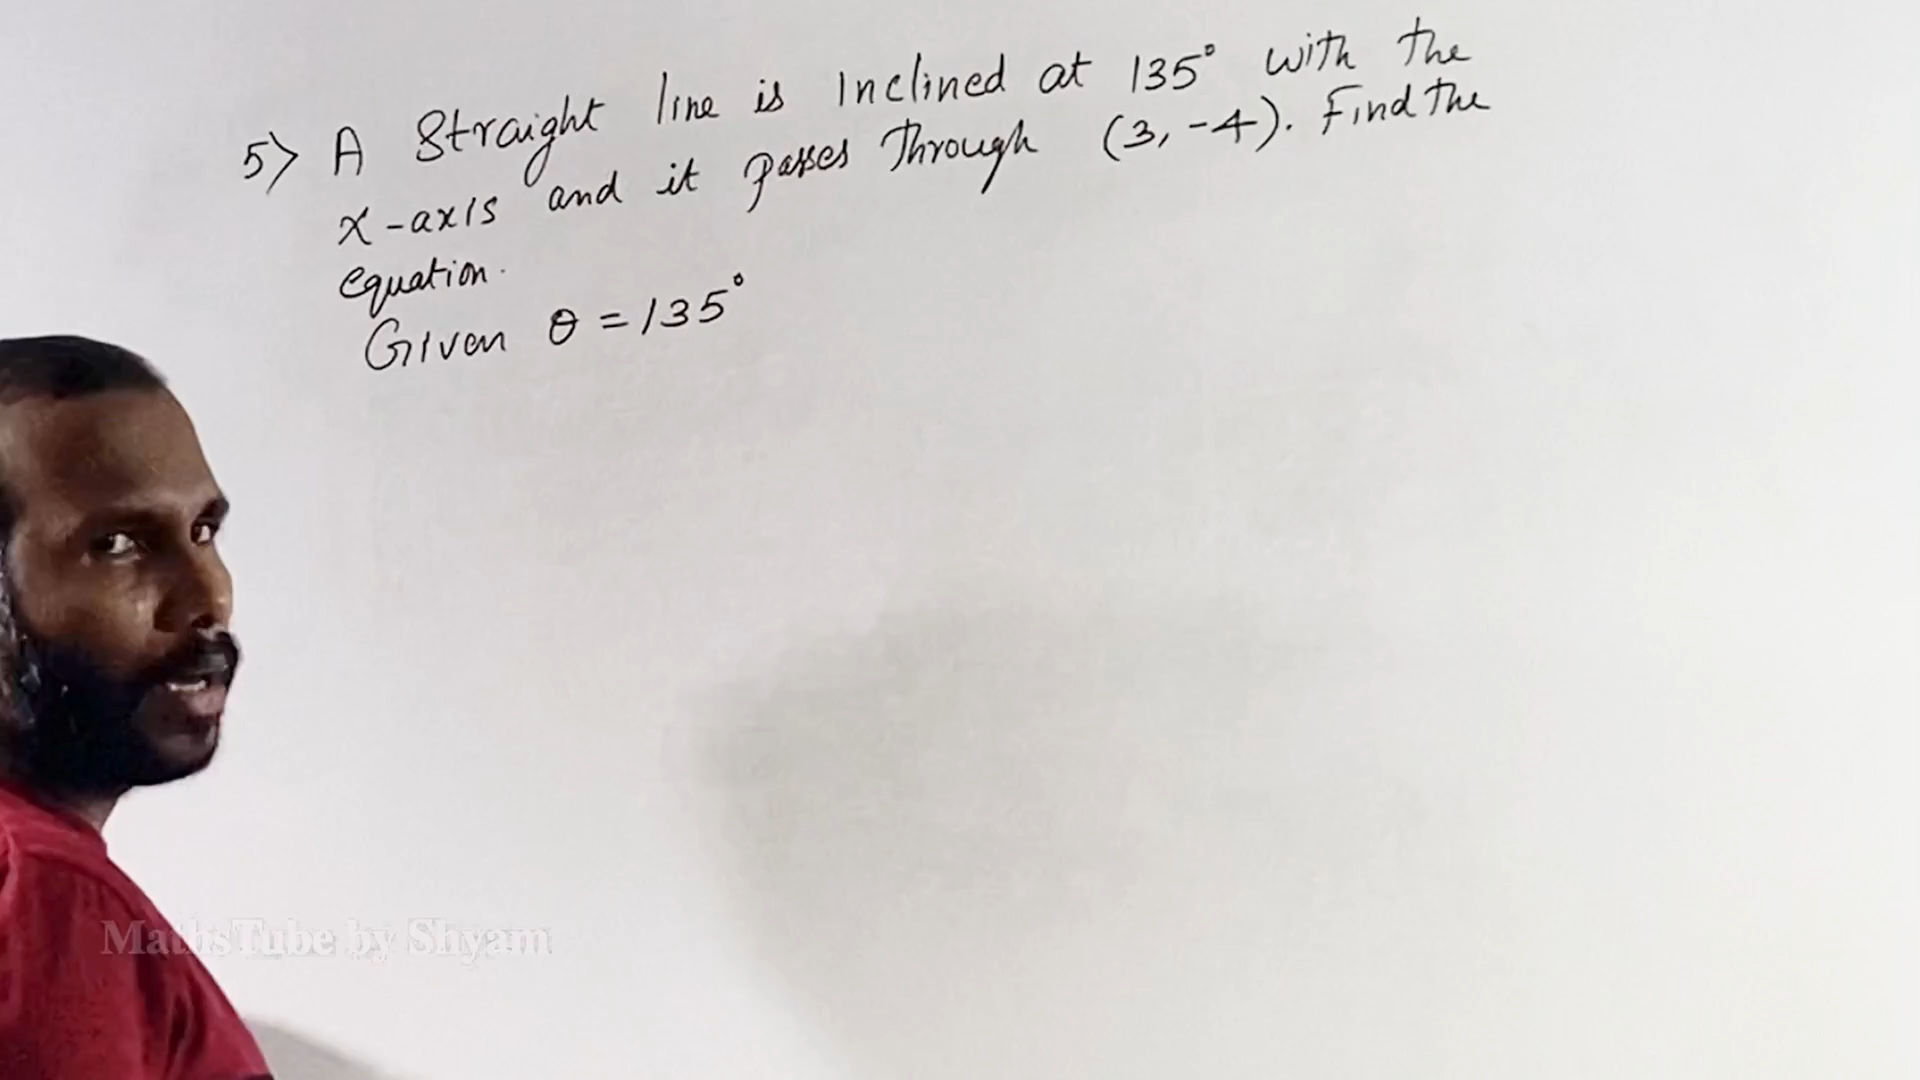 5) A Straight line is Inclined at 135° with the
x-axis and it passes through (3, -4). Find the
equation.
Given θ = 135°
MathsTube by Shyam